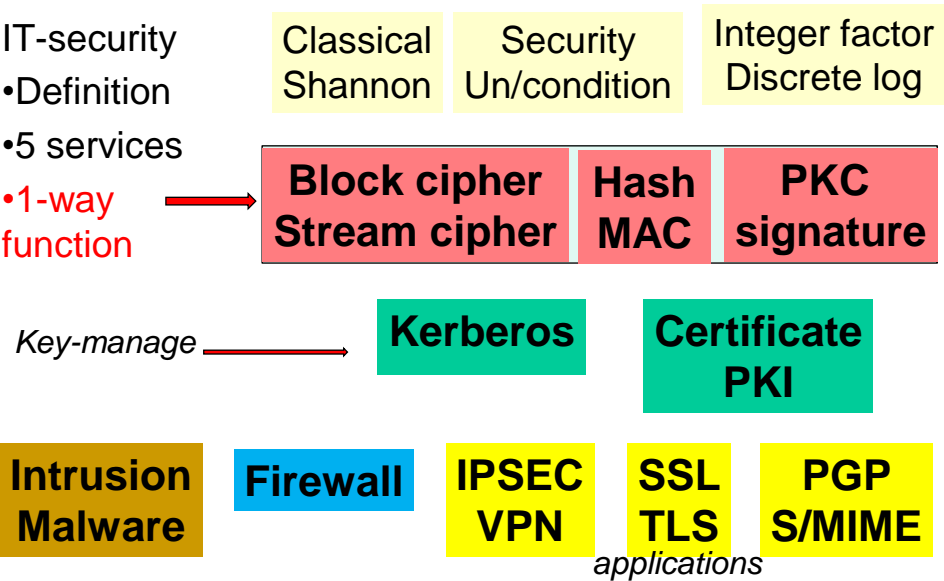 IT-security
•Definition
•5 services
•1-way
function
Classical
Shannon
Security
Un/condition
Integer factor
Discrete log
Block cipher
Stream cipher
Hash
MAC
PKC
signature
Key-manage
Kerberos
Certificate
PKI
Intrusion
Malware
Firewall
IPSEC
VPN
SSL
TLS
PGP
S/MIME
applications